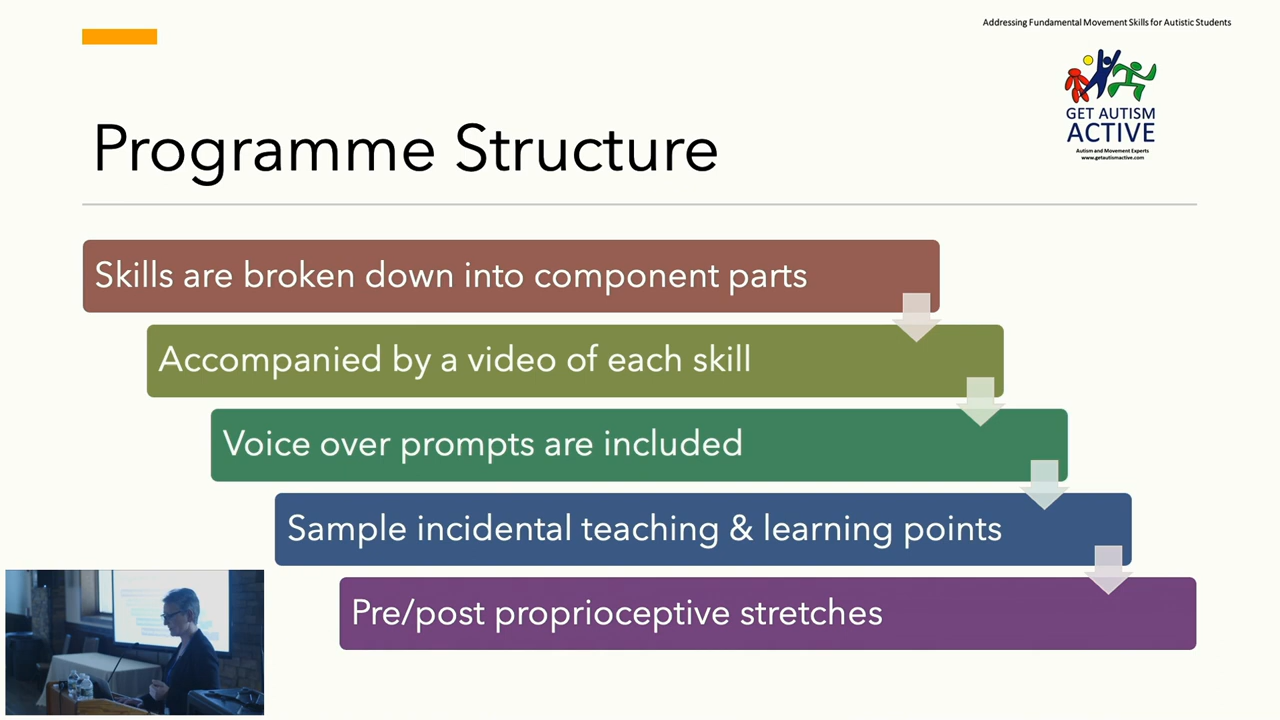 Addressing Fundamental Movement Skills for Autistic Students
GET AUTISM
ACTIVE
Autism and Movement Experts
www.getautismactive.com
Programme Structure
Skills are broken down into component parts
Accompanied by a video of each skill
Voice over prompts are included
Sample incidental teaching & learning points
Pre/post proprioceptive stretches